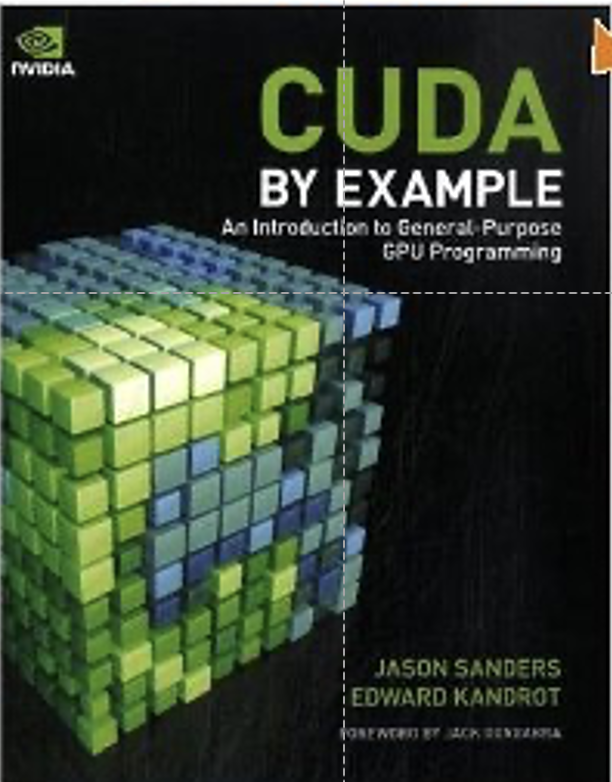 NVIDIA
CUDA
BY EXAMPLE
An Introduction to General-Purpose
GPU Programming
JASON SANDERS
EDWARD KANDROT
FOREWORD BY JACK DONGARRA